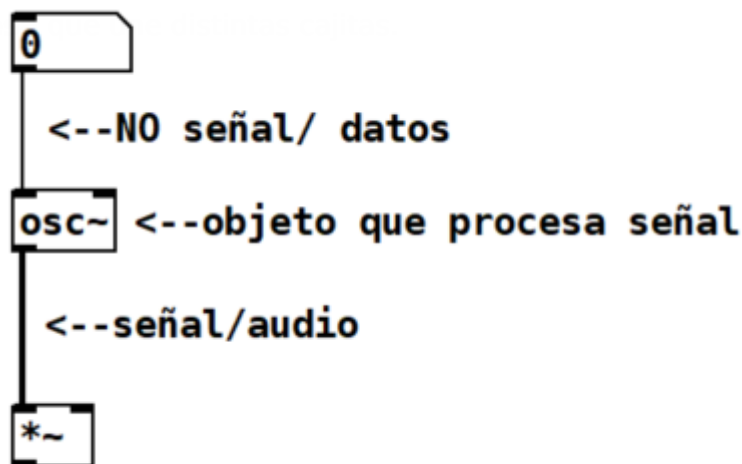 0
<--NO señal/ datos
osc~ <--objeto que procesa señal
<--señal/audio
*~